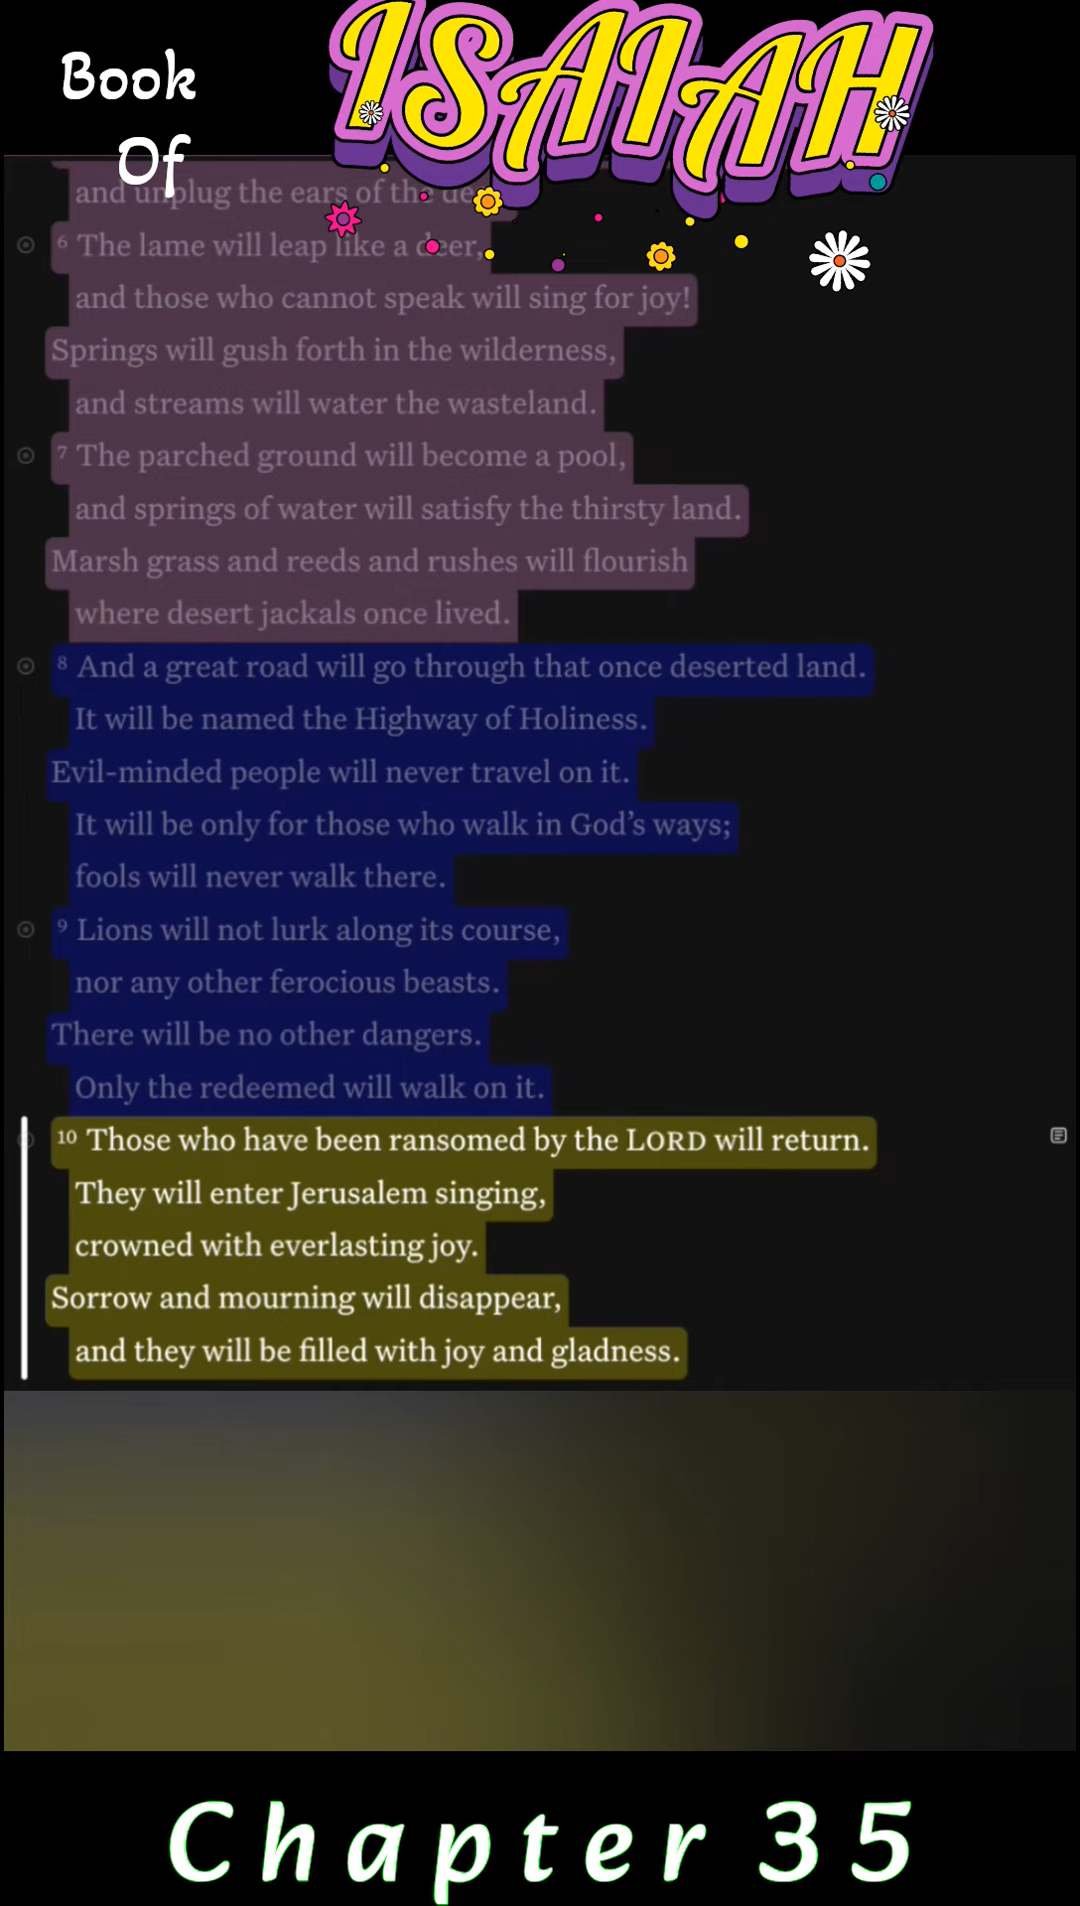 Book
Of
ISAIAH
and unplug the ears of the
6 The lame will leap like a deer,
and those who cannot speak will sing for joy!
Springs will gush forth in the wilderness,
and streams will water the wasteland.
7 The parched ground will become a pool,
and springs of water will satisfy the thirsty land.
Marsh grass and reeds and rushes will flourish
where desert jackals once lived.
8 And a great road will go through that once deserted land.
It will be named the Highway of Holiness.
Evil-minded people will never travel on it.
It will be only for those who walk in God’s ways;
fools will never walk there.
9 Lions will not lurk along its course,
nor any other ferocious beasts.
There will be no other dangers.
Only the redeemed will walk on it.
10 Those who have been ransomed by the LORD will return.
They will enter Jerusalem singing,
crowned with everlasting joy.
Sorrow and mourning will disappear,
and they will be filled with joy and gladness.
Chapter 35